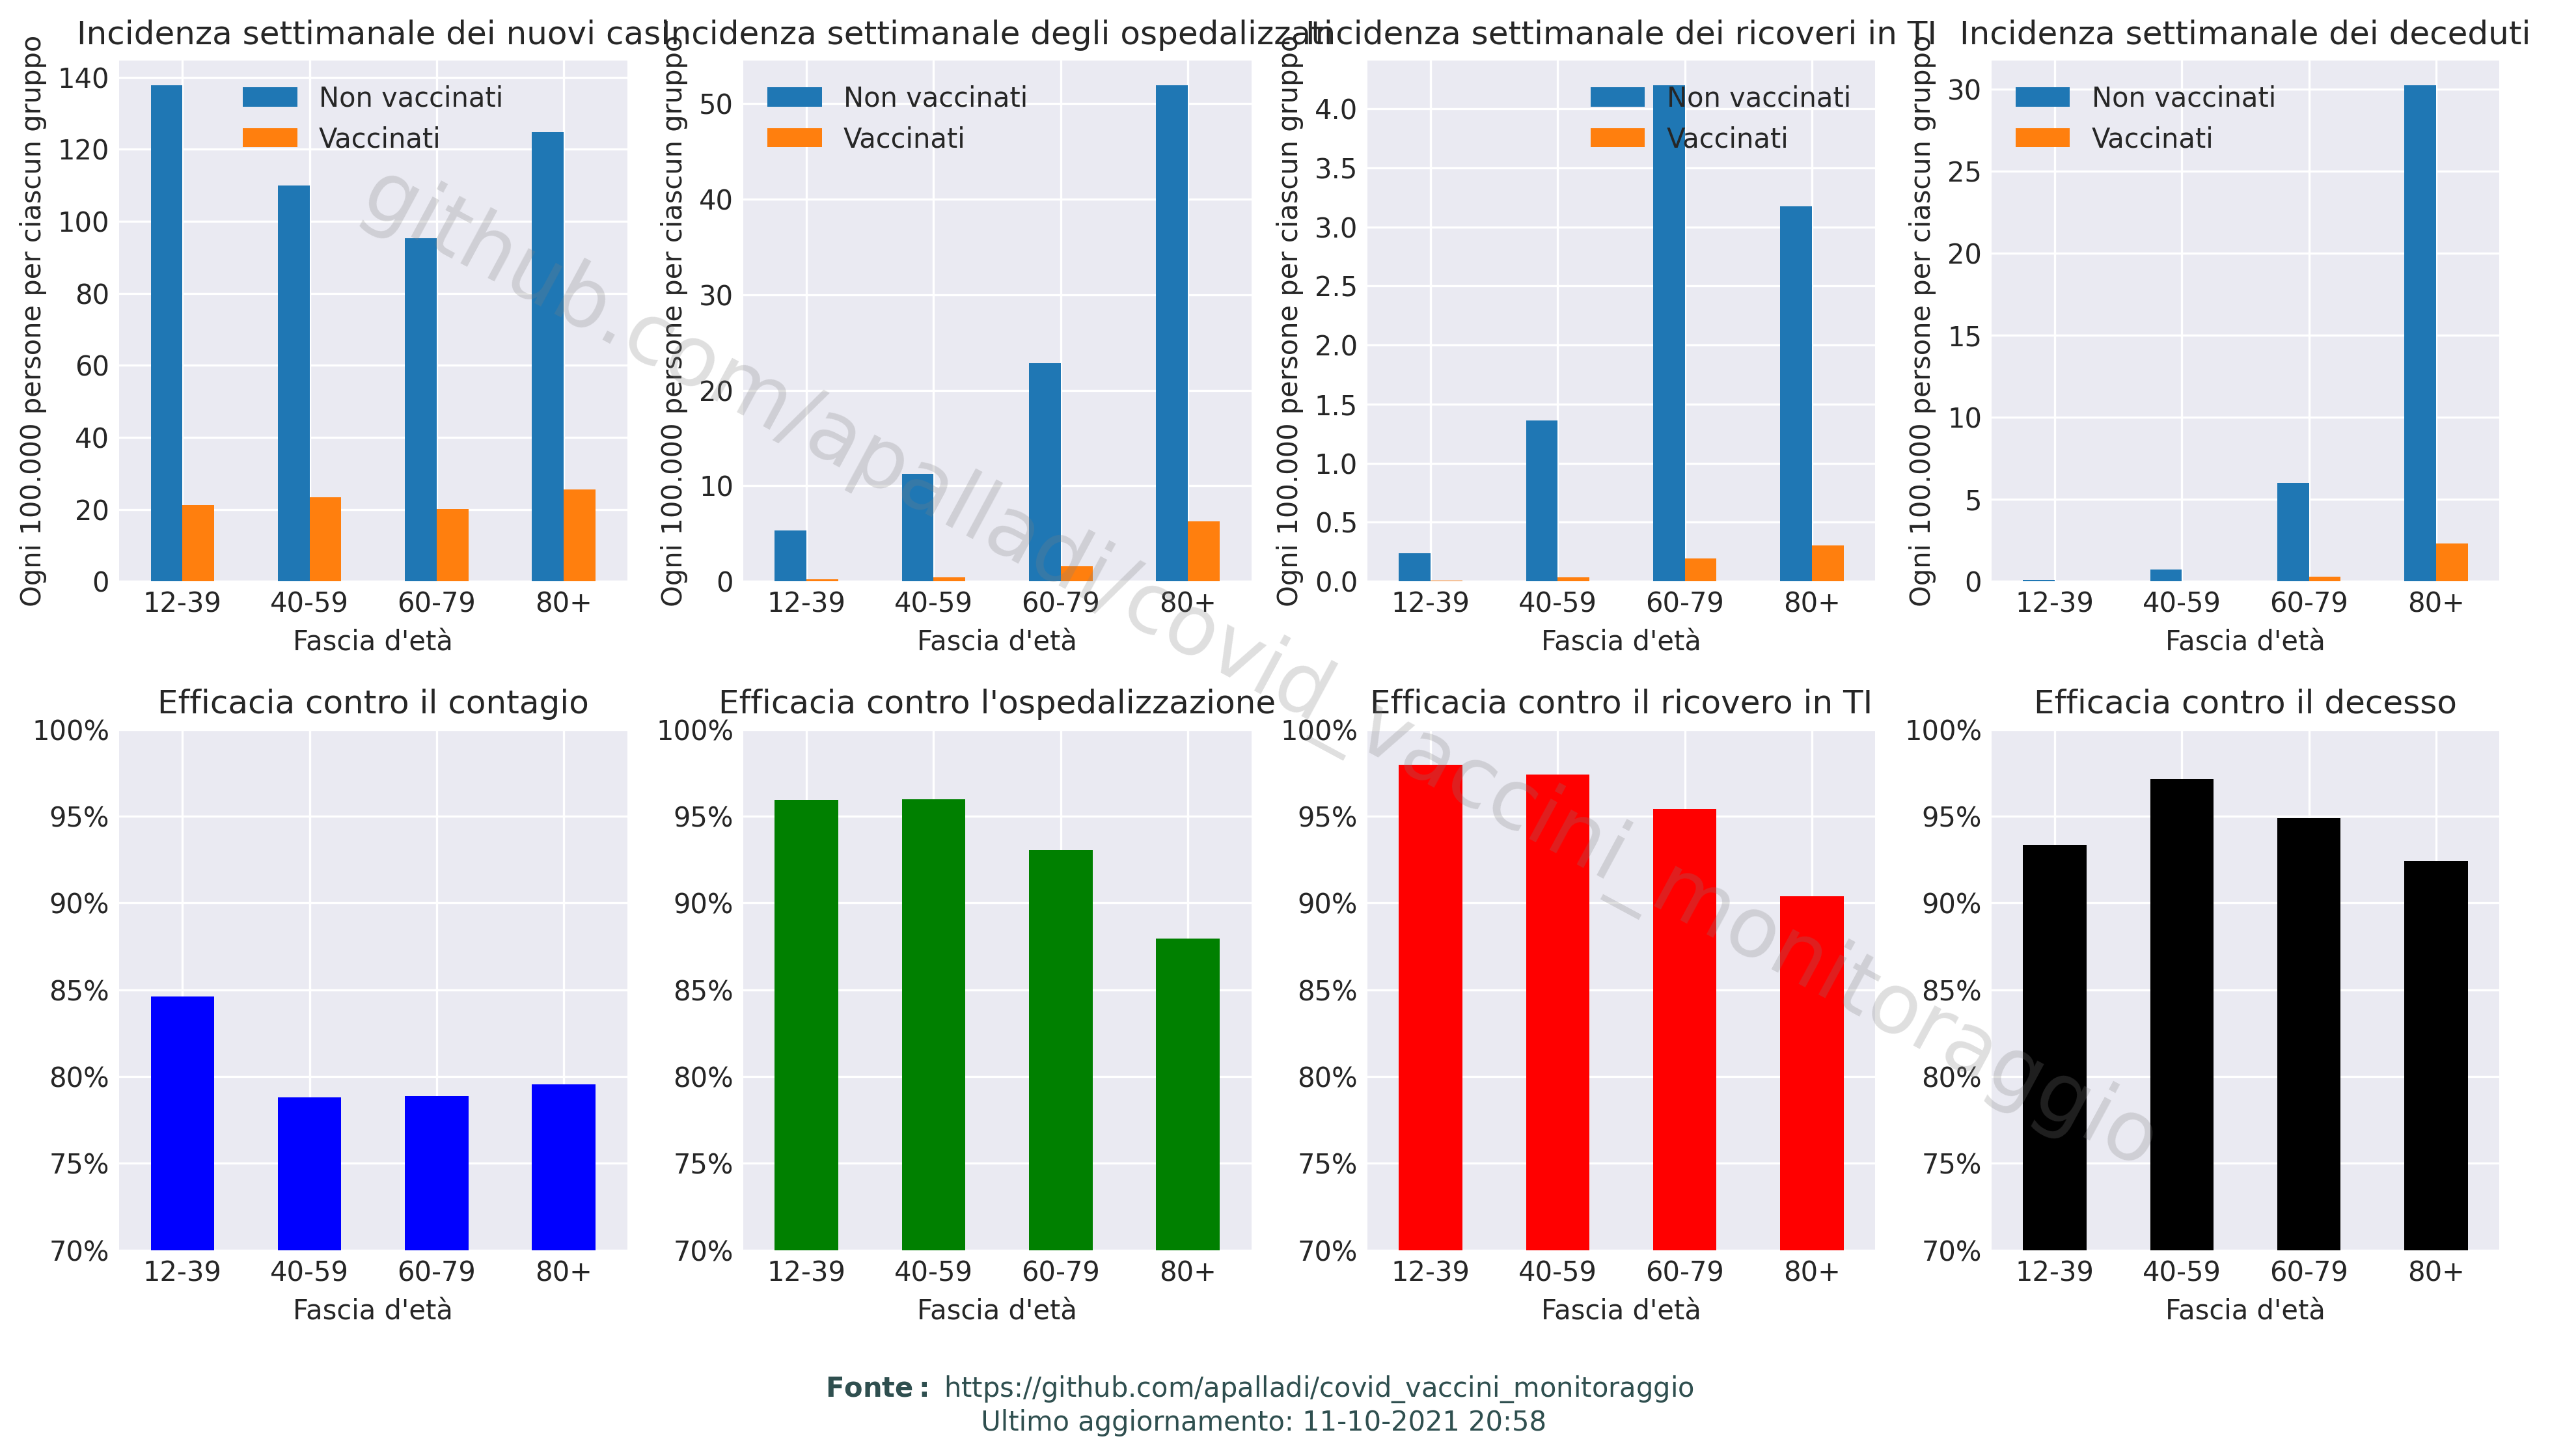 Incidenza settimanale dei nuovi casi
Ogni 100.000 persone per ciascun gruppo
140
120
100
80
60
40
20
0
Non vaccinati
Vaccinati
12-39 40-59 60-79 80+
Fascia d'età
Incidenza settimanale degli ospedalizzati
Ogni 100.000 persone per ciascun gruppo
50
40
30
20
10
0
Non vaccinati
Vaccinati
12-39 40-59 60-79 80+
Fascia d'età
Incidenza settimanale dei ricoveri in TI
Ogni 100.000 persone per ciascun gruppo
4.0
3.5
3.0
2.5
2.0
1.5
1.0
0.5
0.0
Non vaccinati
Vaccinati
12-39 40-59 60-79 80+
Fascia d'età
Incidenza settimanale dei deceduti
Ogni 100.000 persone per ciascun gruppo
30
25
20
15
10
5
0
Non vaccinati
Vaccinati
12-39 40-59 60-79 80+
Fascia d'età
Efficacia contro il contagio
100%
95%
90%
85%
80%
75%
70%
12-39 40-59 60-79 80+
Fascia d'età
Efficacia contro l'ospedalizzazione
100%
95%
90%
85%
80%
75%
70%
12-39 40-59 60-79 80+
Fascia d'età
Efficacia contro il ricovero in TI
100%
95%
90%
85%
80%
75%
70%
12-39 40-59 60-79 80+
Fascia d'età
Efficacia contro il decesso
100%
95%
90%
85%
80%
75%
70%
12-39 40-59 60-79 80+
Fascia d'età
github.com/apalladi/covid_vaccini_monitoraggio
Fonte: https://github.com/apalladi/covid_vaccini_monitoraggio
Ultimo aggiornamento: 11-10-2021 20:58